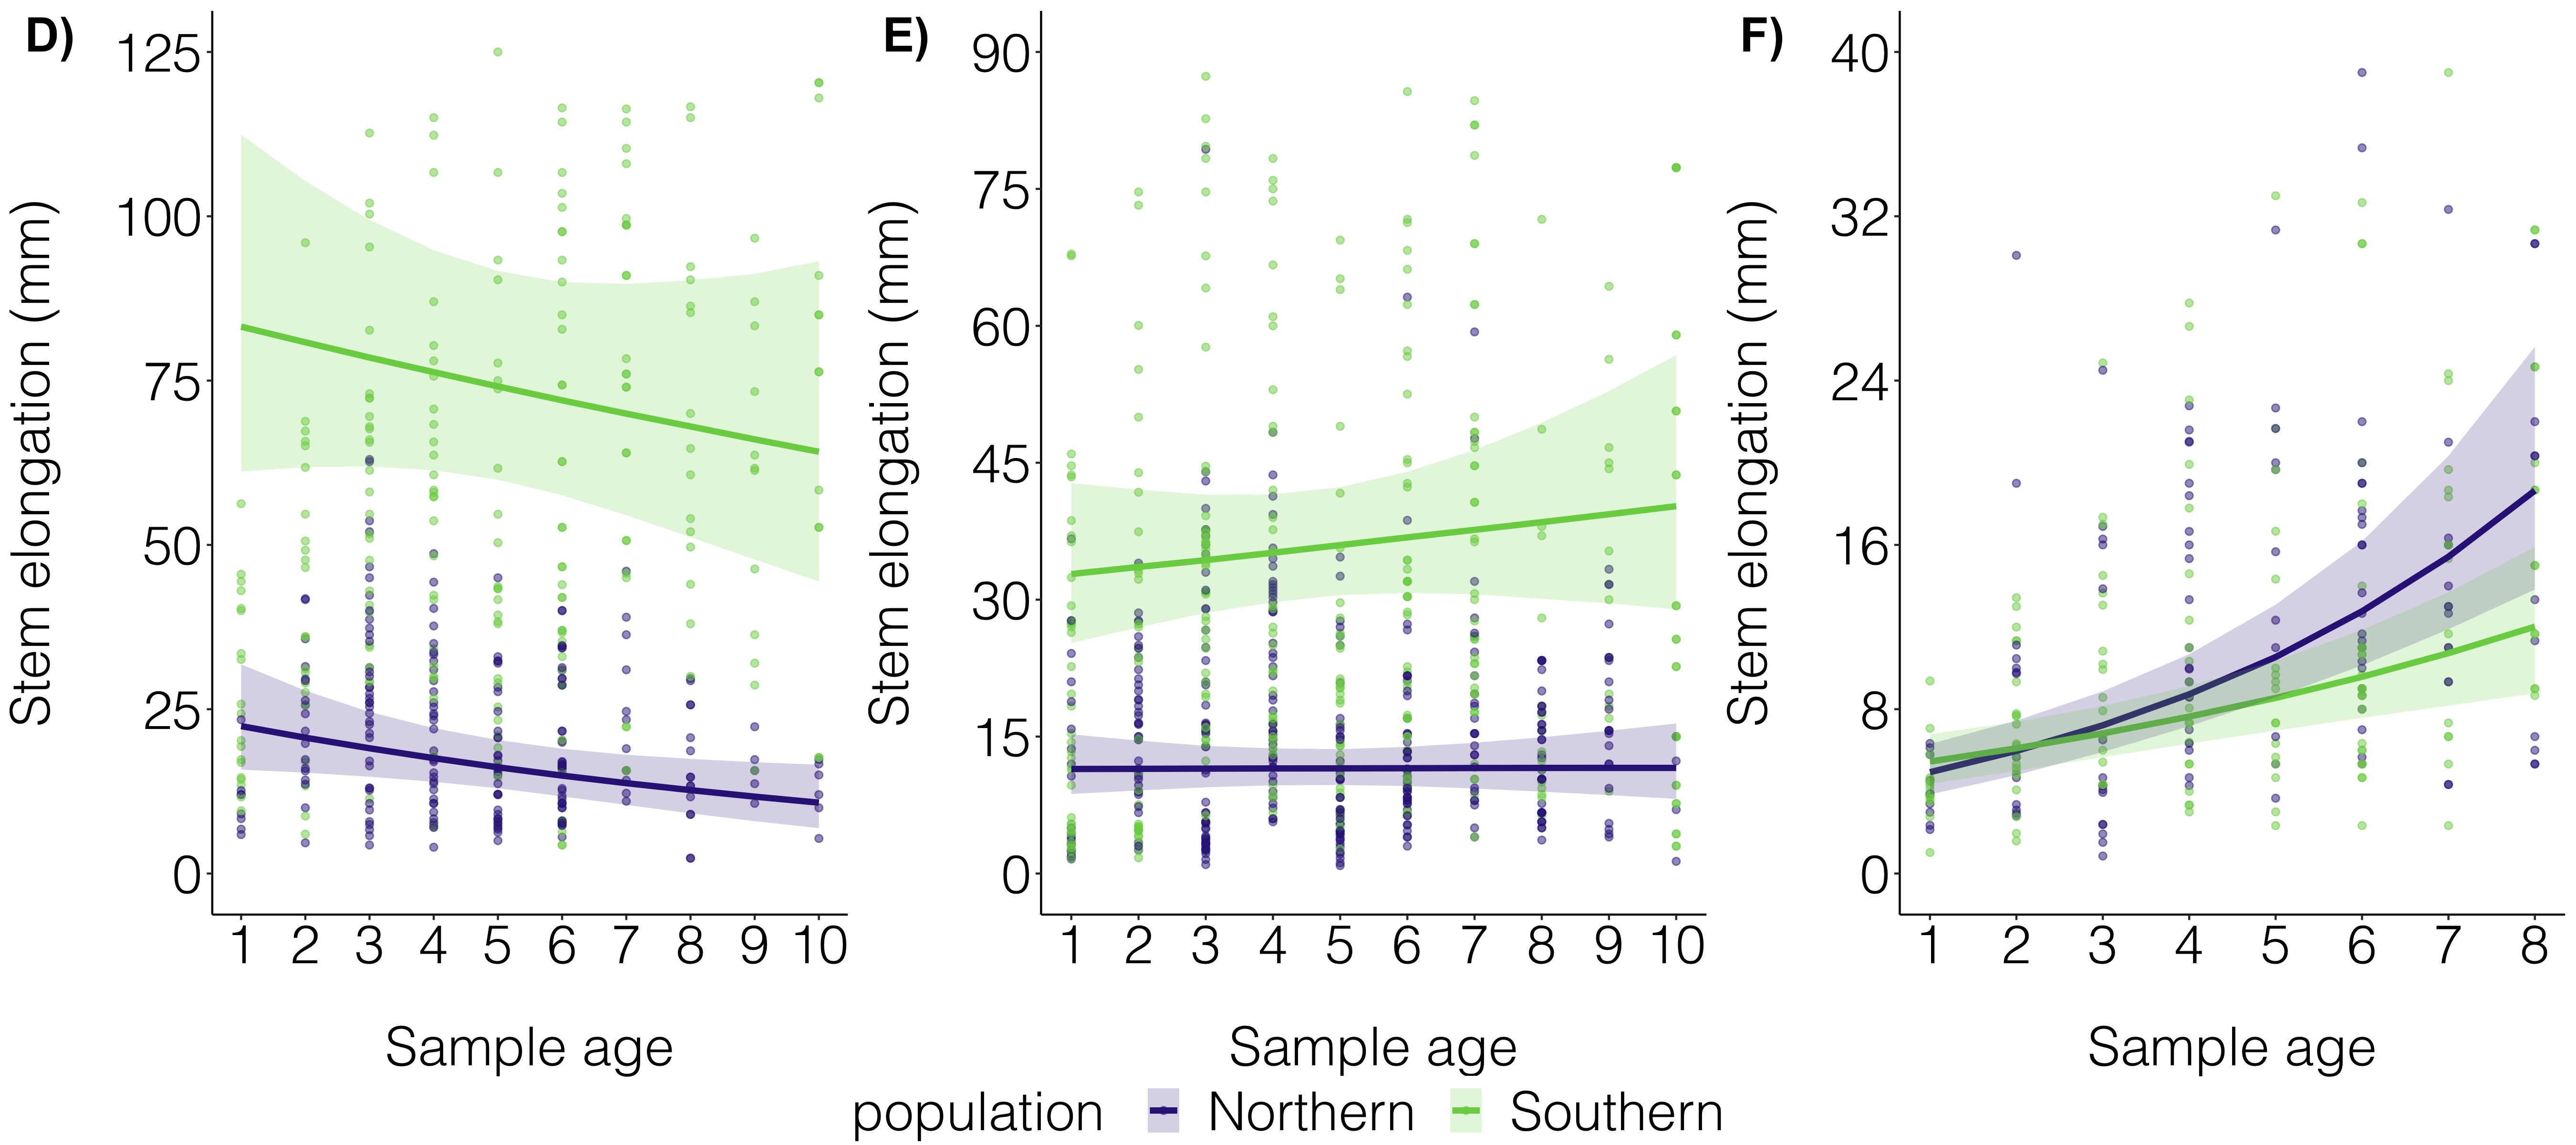 D)
Stem elongation (mm)
125
100
75
50
25
0
1 2 3 4 5 6 7 8 9 10
Sample age
E)
Stem elongation (mm)
90
75
60
45
30
15
0
1 2 3 4 5 6 7 8 9 10
Sample age
F)
Stem elongation (mm)
40
32
24
16
8
0
1 2 3 4 5 6 7 8
Sample age
population Northern Southern